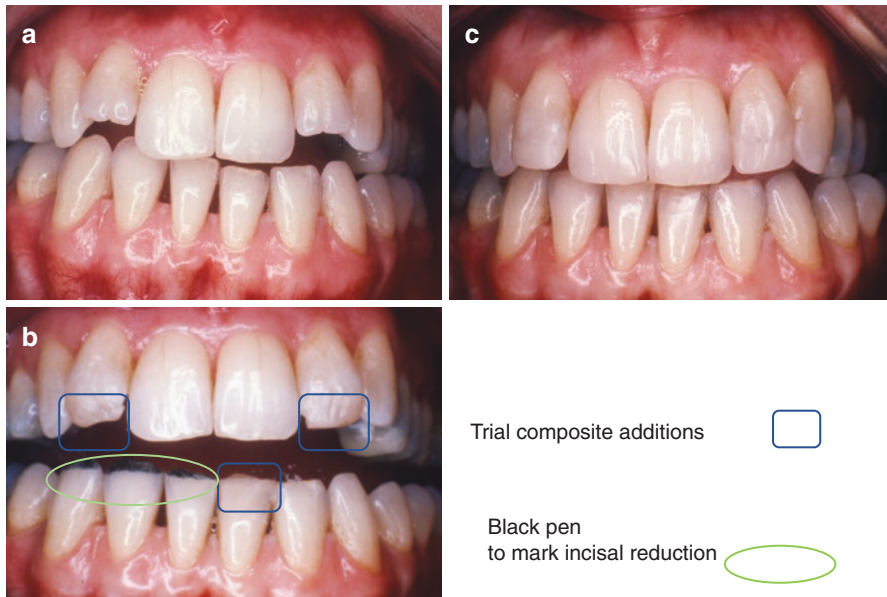 a
c
b
Trial composite additions
Black pen
to mark incisal reduction